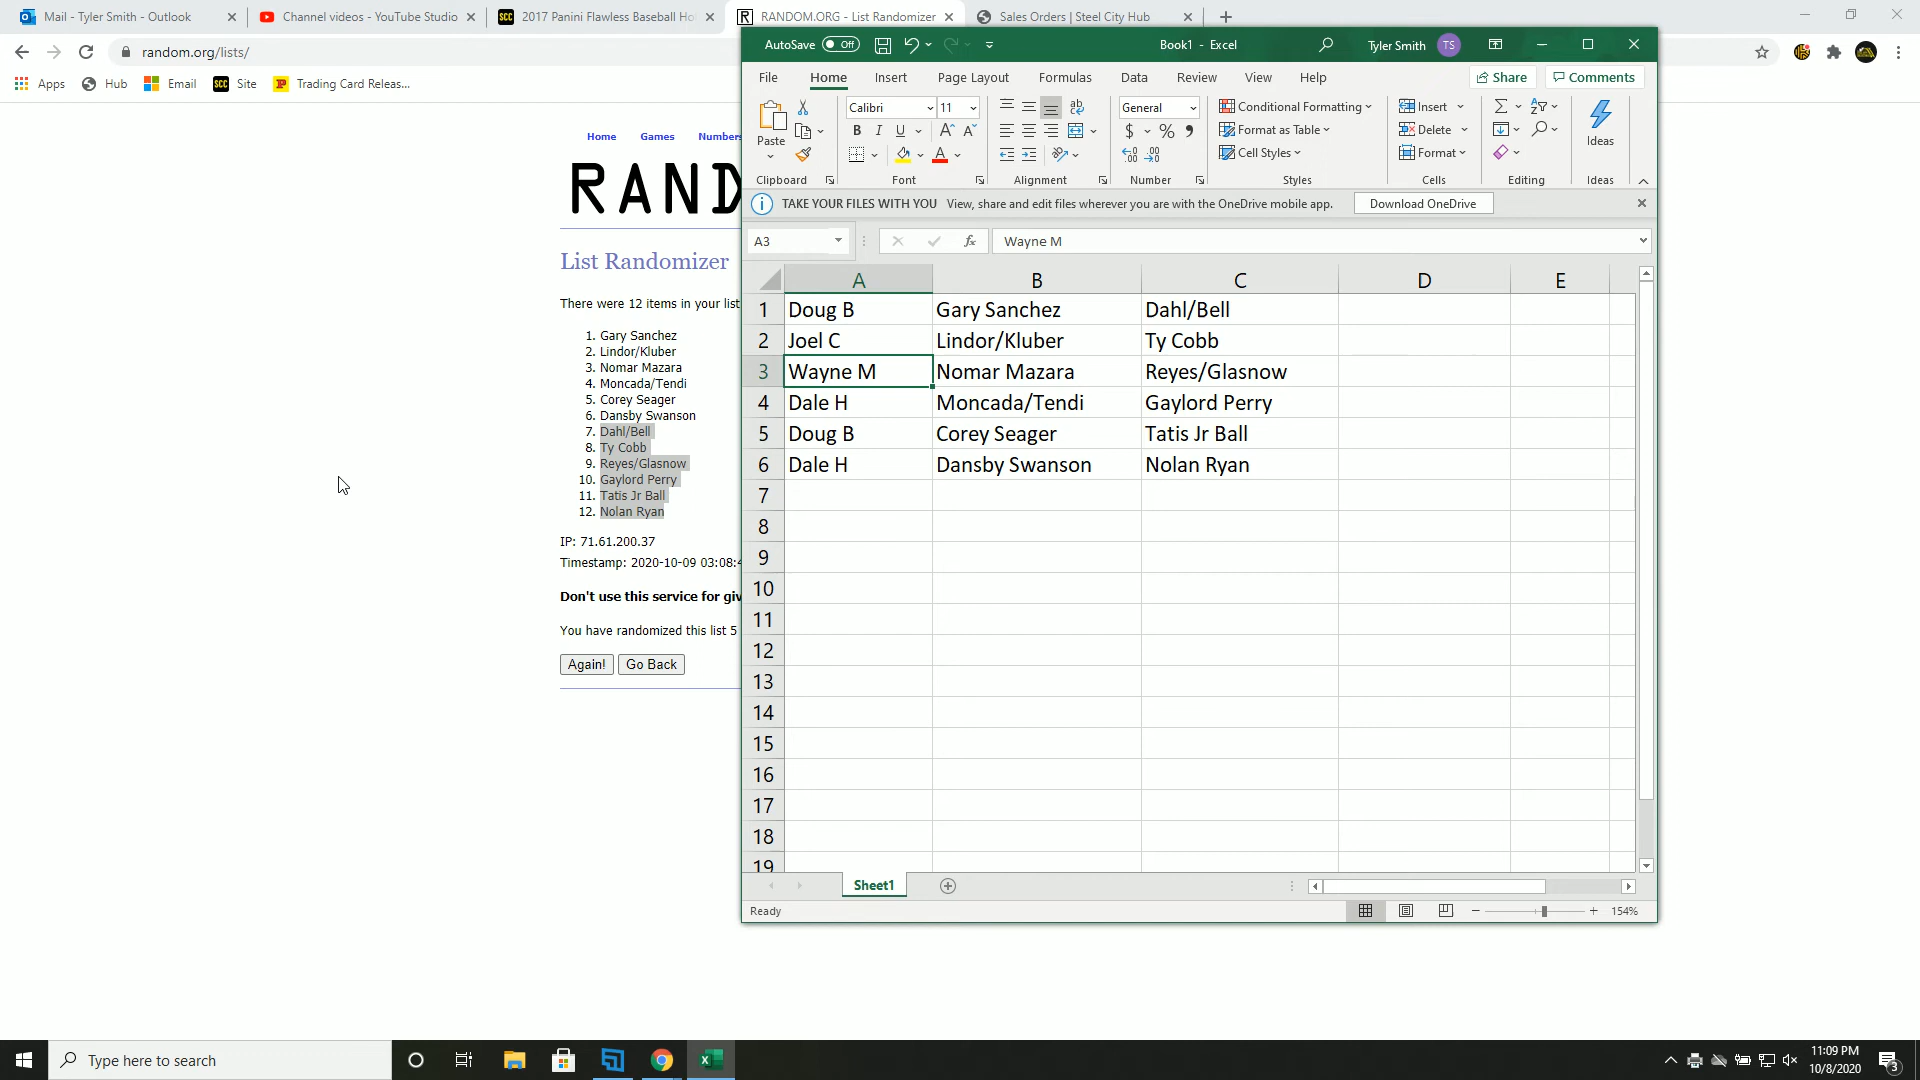 Mail - Tyler Smith - Outlook
Channel videos - YouTube Studio
SCC
2017 Panini Flawless Baseball Ho
R
RANDOM.ORG - List Randomizer
Sales Orders | Steel City Hub
random.org/lists/
Apps
Hub
Email
SCC
Site
Trading Card Releas...
Home
Games
Numbers
RAND
List Randomizer
There were 12 items in your list
1. Gary Sanchez
2. Lindor/Kluber
3. Nomar Mazara
4. Moncada/Tendi
5. Corey Seager
6. Dansby Swanson
7. Dahl/Bell
8. Ty Cobb
9. Reyes/Glasnow
10. Gaylord Perry
11. Tatis Jr Ball
12. Nolan Ryan
IP: 71.61.200.37
Timestamp: 2020-10-09 03:08:4
Don't use this service for giv
You have randomized this list 5
Again!
Go Back
AutoSave Off
Book1 - Excel
Tyler Smith TS
File Home Insert Page Layout Formulas Data Review View Help
Share
Comments
Paste
Clipboard
Calibri 11
B I U
Font
Alignment
General
$ % ,
Number
Conditional Formatting
Format as Table
Cell Styles
Styles
Insert
Delete
Format
Cells
Editing
Ideas
Ideas
TAKE YOUR FILES WITH YOU View, share and edit files wherever you are with the OneDrive mobile app.
Download OneDrive
A3
fx
Wayne M
A B C D E
1 Doug B Gary Sanchez Dahl/Bell
2 Joel C Lindor/Kluber Ty Cobb
3 Wayne M Nomar Mazara Reyes/Glasnow
4 Dale H Moncada/Tendi Gaylord Perry
5 Doug B Corey Seager Tatis Jr Ball
6 Dale H Dansby Swanson Nolan Ryan
7
8
9
10
11
12
13
14
15
16
17
18
19
Sheet1
Ready
154%
Type here to search
11:09 PM
10/8/2020
3